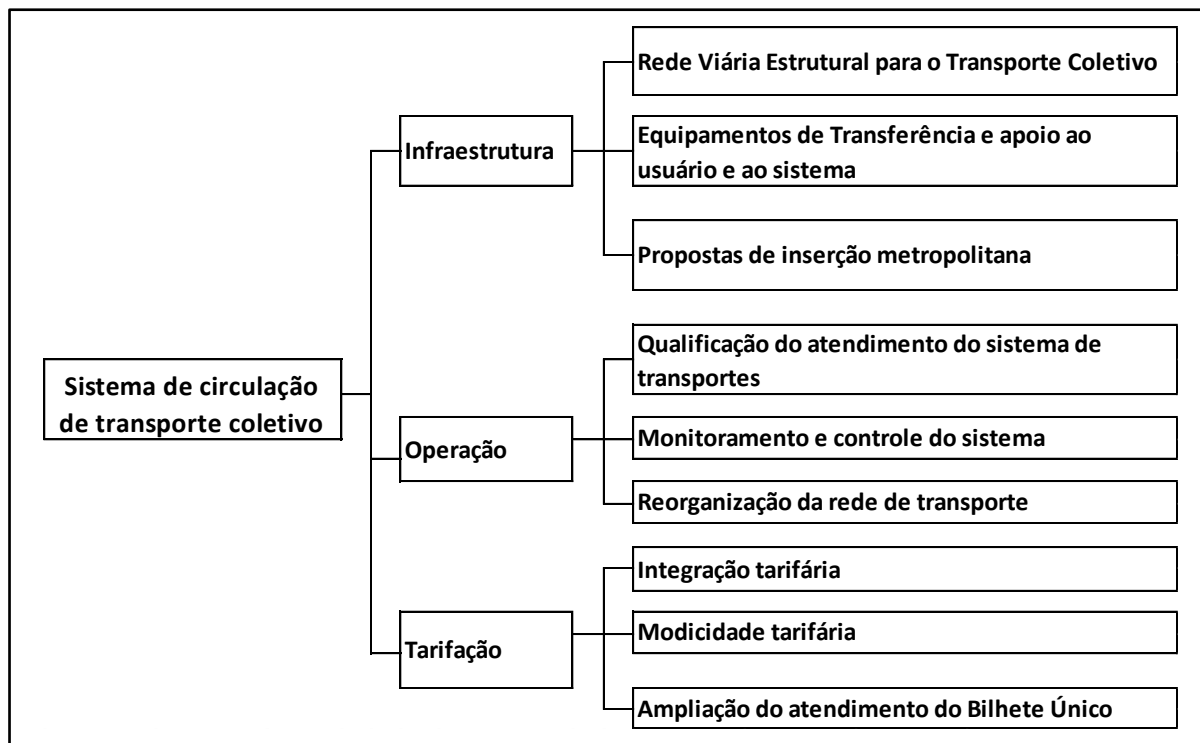 Sistema de circulação
de transporte coletivo
Infraestrutura
Rede Viária Estrutural para o Transporte Coletivo
Equipamentos de Transferência e apoio ao
usuário e ao sistema
Propostas de inserção metropolitana
Operação
Qualificação do atendimento do sistema de
transportes
Monitoramento e controle do sistema
Reorganização da rede de transporte
Tarifação
Integração tarifária
Modicidade tarifária
Ampliação do atendimento do Bilhete Único